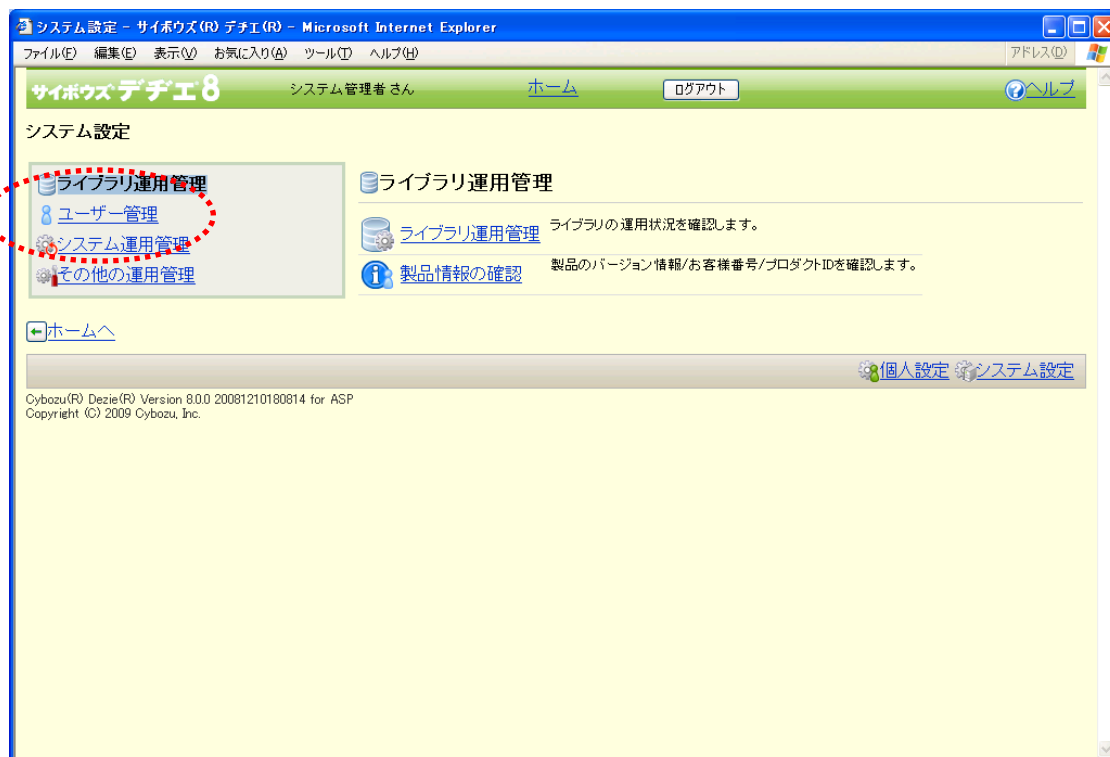 システム設定 - サイボウズ(R) デヂエ(R) - Microsoft Internet Explorer
ファイル(F) 編集(E) 表示(V) お気に入り(A) ツール(T) ヘルプ(H) アドレス(D)
サイボウズ デヂエ 8 システム管理者 さん ホーム ログアウト ヘルプ
システム設定
ライブラリ運用管理
ユーザー管理
システム運用管理
その他の運用管理
ライブラリ運用管理
ライブラリ運用管理 ライブラリの運用状況を確認します。
製品情報の確認 製品のバージョン情報/お客様番号/プロダクトIDを確認します。
ホームへ
個人設定 システム設定
Cybozu(R) Dezie(R) Version 8.0.0 20081210180814 for ASP
Copyright (C) 2009 Cybozu, Inc.